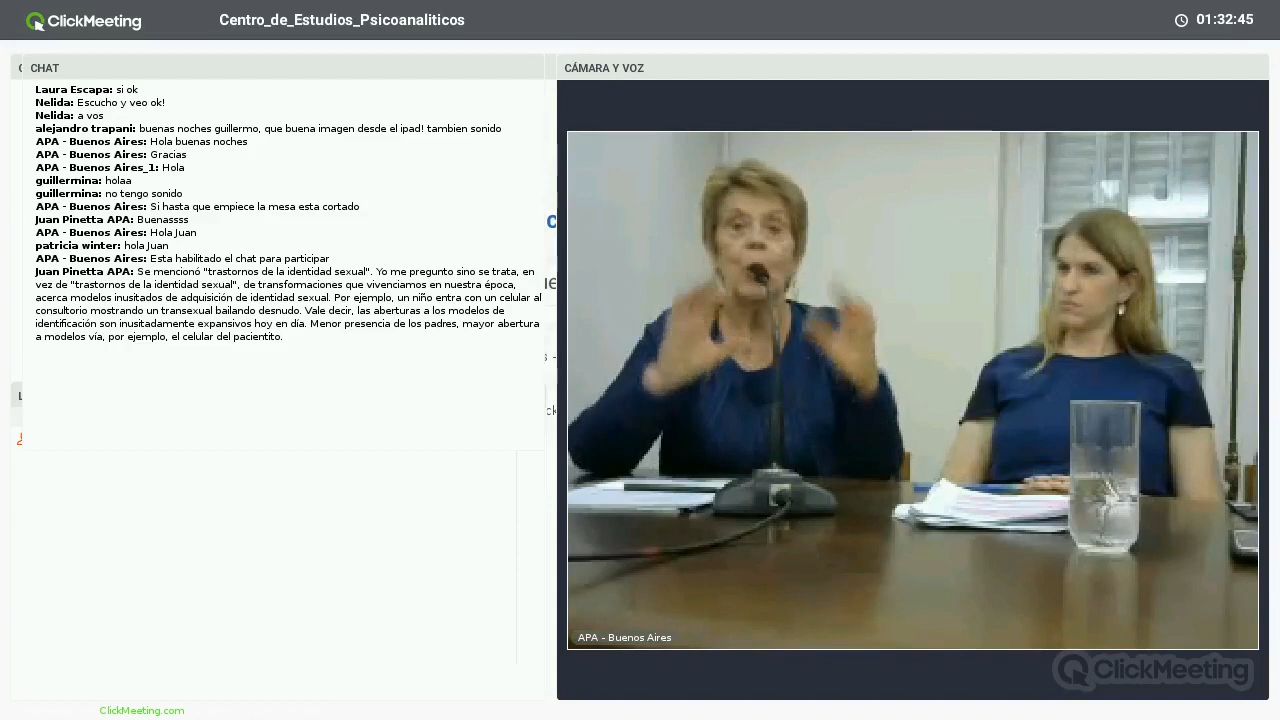 ClickMeeting
Centro_de_Estudios_Psicoanaliticos
01:32:45
CHAT
CÁMARA Y VOZ
Laura Escapa: si ok
Nelida: Escucho y veo ok!
Nelida: a vos
alejandro trapani: buenas noches guillermo, que buena imagen desde el ipad! tambien sonido
APA - Buenos Aires: Hola buenas noches
APA - Buenos Aires: Gracias
APA - Buenos Aires_1: Hola
guillermina: holaa
guillermina: no tengo sonido
APA - Buenos Aires: Si hasta que empiece la mesa esta cortado
Juan Pinetta APA: Buenassss
APA - Buenos Aires: Hola Juan
patricia winter: hola Juan
APA - Buenos Aires: Esta habilitado el chat para participar
Juan Pinetta APA: Se mencionó "trastornos de la identidad sexual". Yo me pregunto sino se trata, en
vez de "trastornos de la identidad sexual", de transformaciones que vivenciamos en nuestra época,
acerca modelos inusitados de adquisición de identidad sexual. Por ejemplo, un niño entra con un celular al
consultorio mostrando un transexual bailando desnudo. Vale decir, las aberturas a los modelos de
identificación son inusitadamente expansivos hoy en día. Menor presencia de los padres, mayor abertura
a modelos vía, por ejemplo, el celular del pacientito.
APA - Buenos Aires
ClickMeeting
ClickMeeting.com